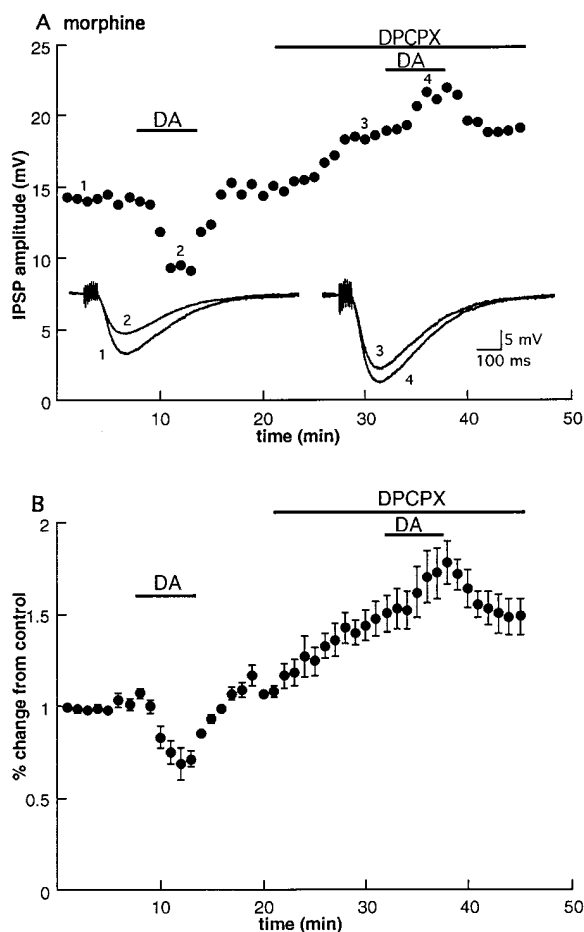 A morphine
DPCPX
DA
DA
25
20
15
10
5
0
IPSP amplitude (mV)
1
2
3
4
2
1
3
4
5 mV
100 ms
10
20
30
40
50
time (min)
B
DPCPX
DA
DA
2
1.5
1
0.5
0
% change from control
10
20
30
40
50
time (min)